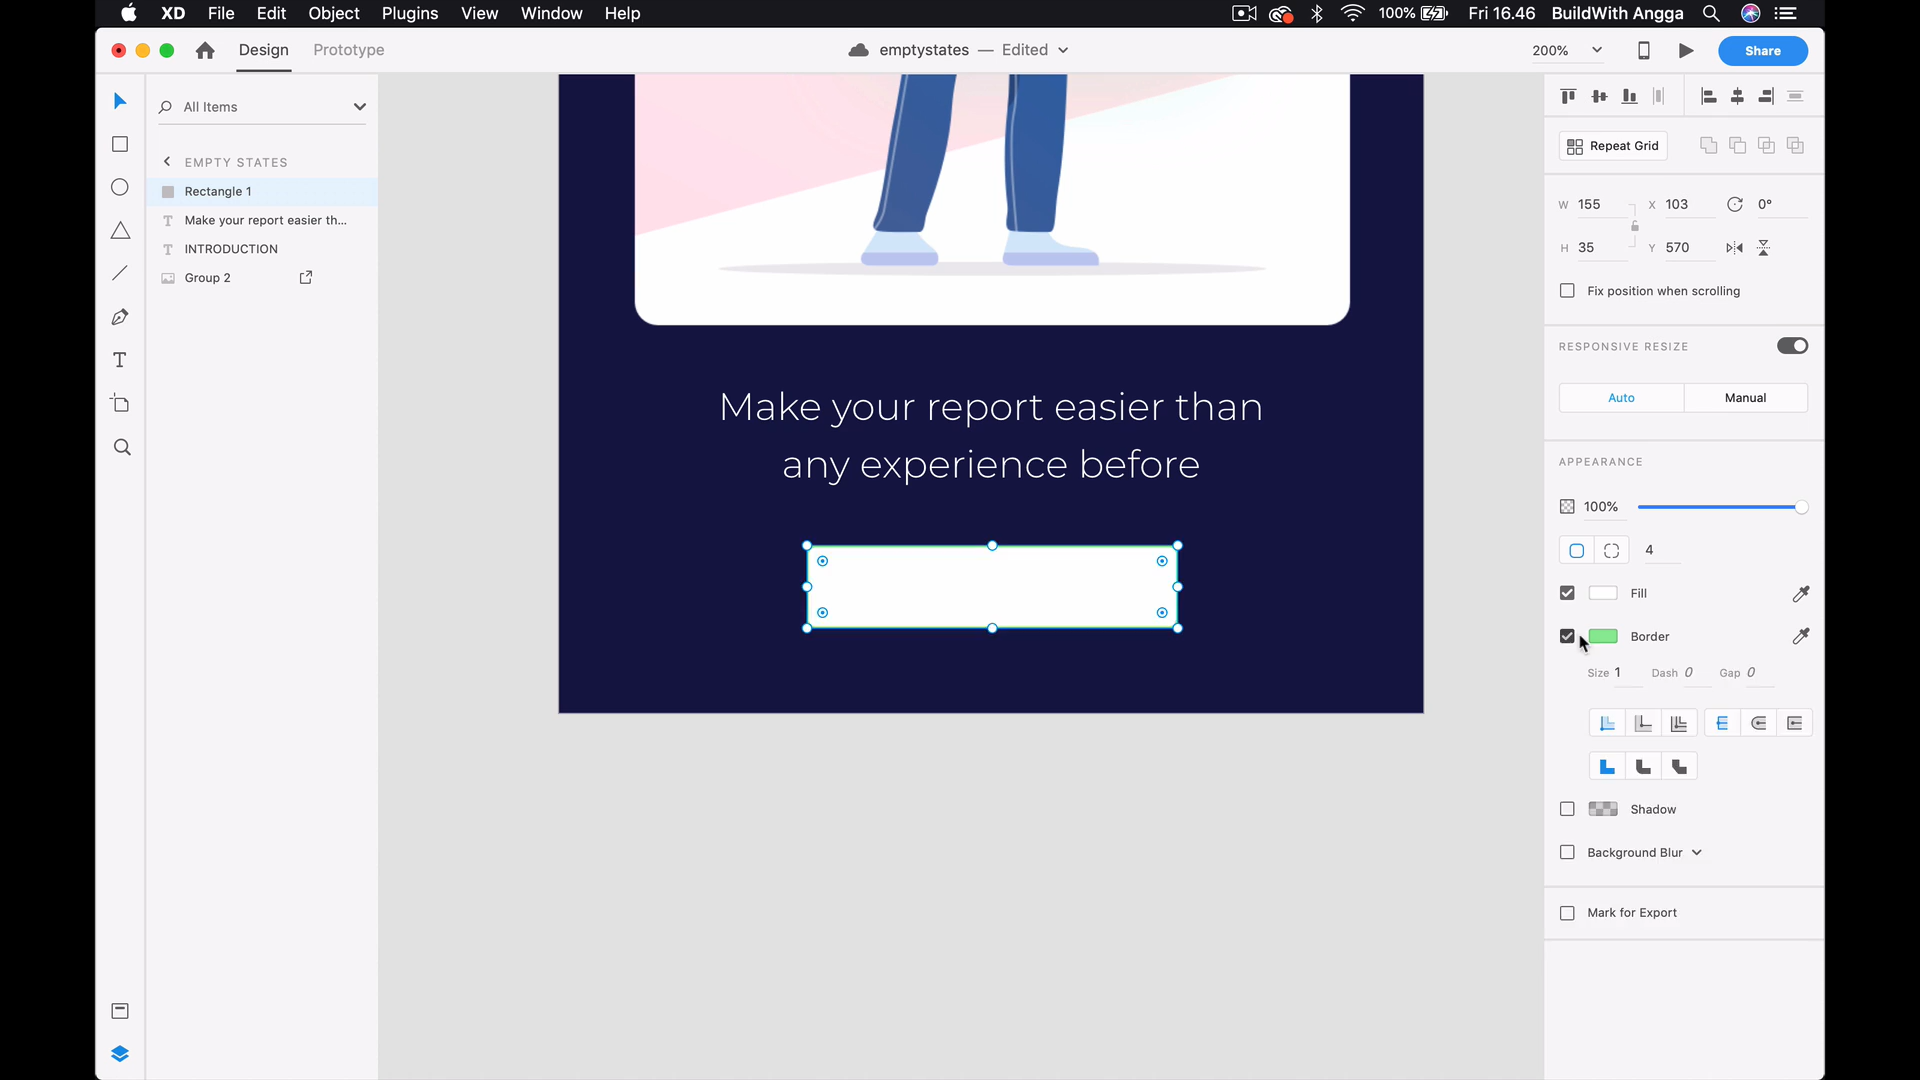 XD File Edit Object Plugins View Window Help 100% Fri 16.46 BuildWith Angga
Design Prototype emptystates — Edited 200% Share
All Items
EMPTY STATES
Rectangle 1
Make your report easier th...
INTRODUCTION
Group 2
Make your report easier than
any experience before
Repeat Grid
W 155 X 103 0°
H 35 Y 570
Fix position when scrolling
RESPONSIVE RESIZE
Auto Manual
APPEARANCE
100%
4
Fill
Border
Size 1 Dash 0 Gap 0
Shadow
Background Blur
Mark for Export